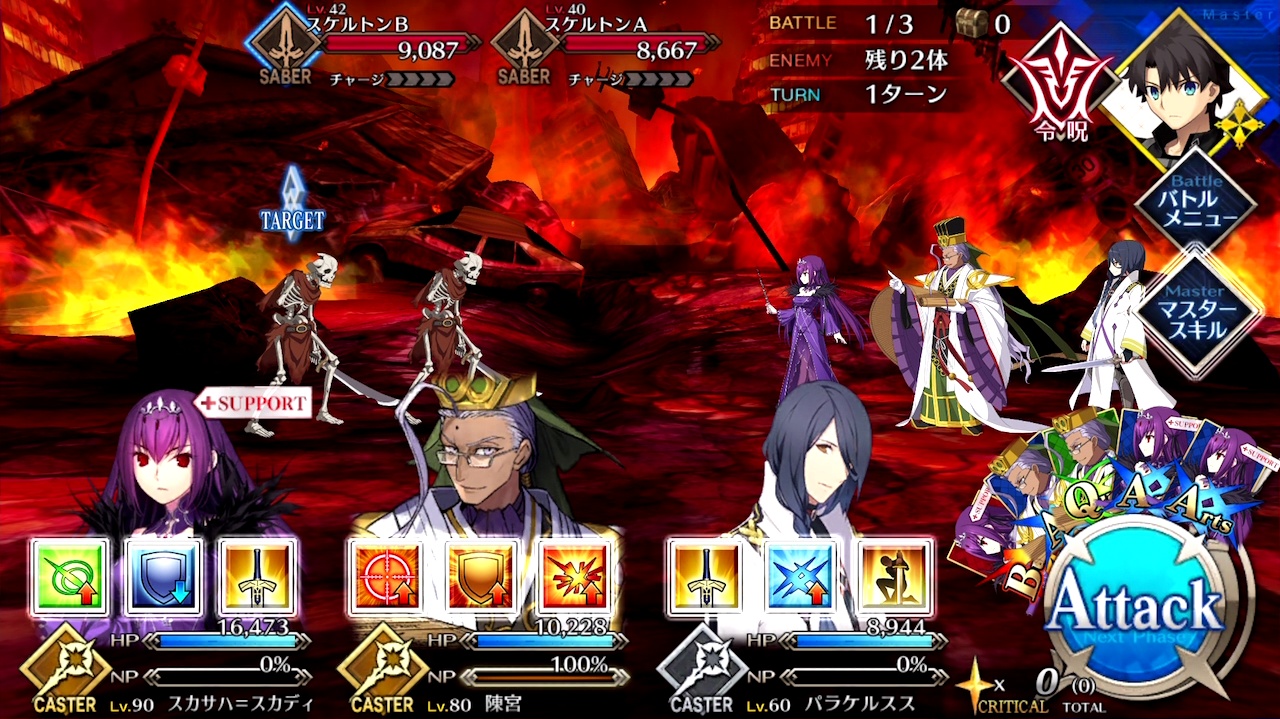 Lv.42
スケルトンB
9,087
SABER
チャージ
Lv.40
スケルトンA
8,667
SABER
チャージ
BATTLE 1/3
0
ENEMY 残り2体
TURN 1ターン
令呪
Master
Battle
バトル
メニュー
Master
マスター
スキル
TARGET
+SUPPORT
SUPPORT
+SUPPORT
+SUPPORT
B
A
Q
A
Arts
Attack
Next Phase
HP 16,473
NP 0%
CASTER Lv.90 スカサハ=スカディ
HP 10,228
NP 100%
CASTER Lv.80 陳宮
HP 8,944
NP 0%
CASTER Lv.60 パラケルスス
x 0 (0)
CRITICAL TOTAL